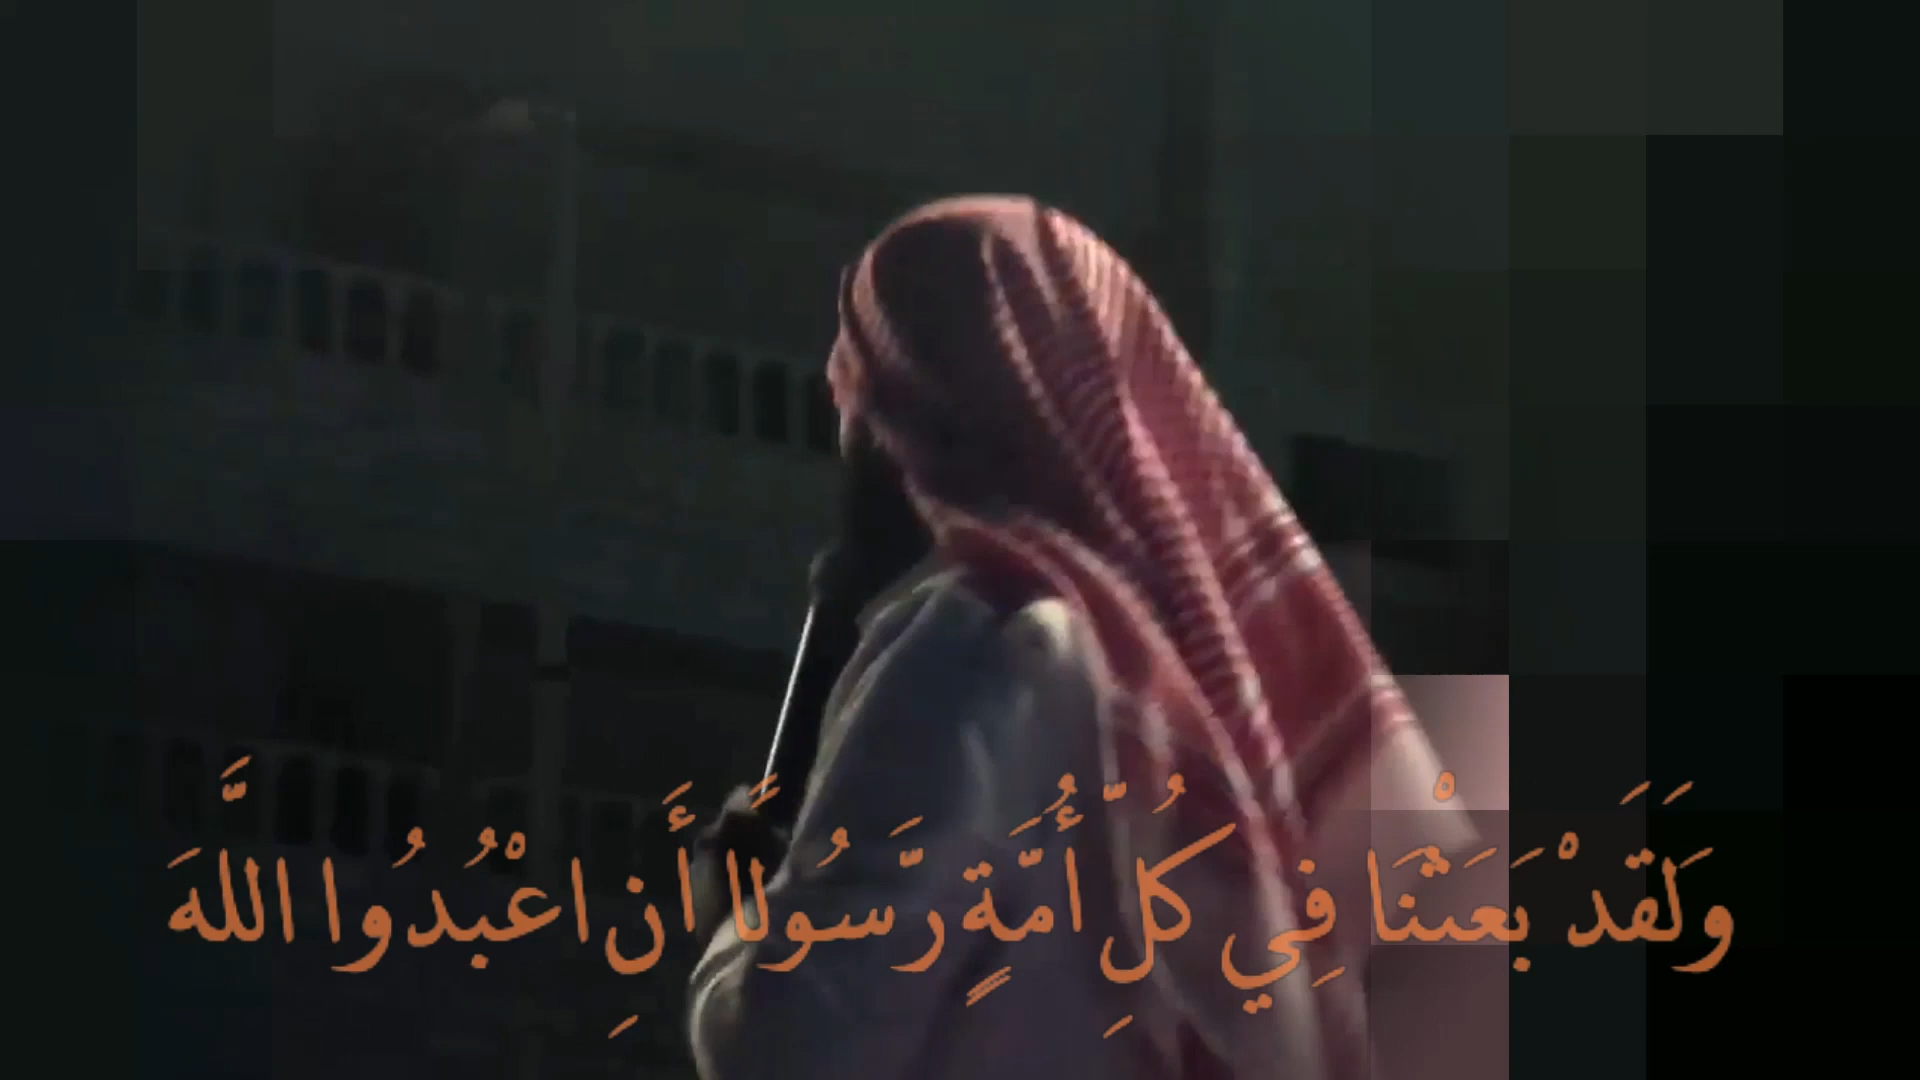 وَلَقَدْ بَعَثْنَا فِي كُلِّ أُمَّةٍ رَّسُولًا أَنِ اعْبُدُوا اللَّهَ